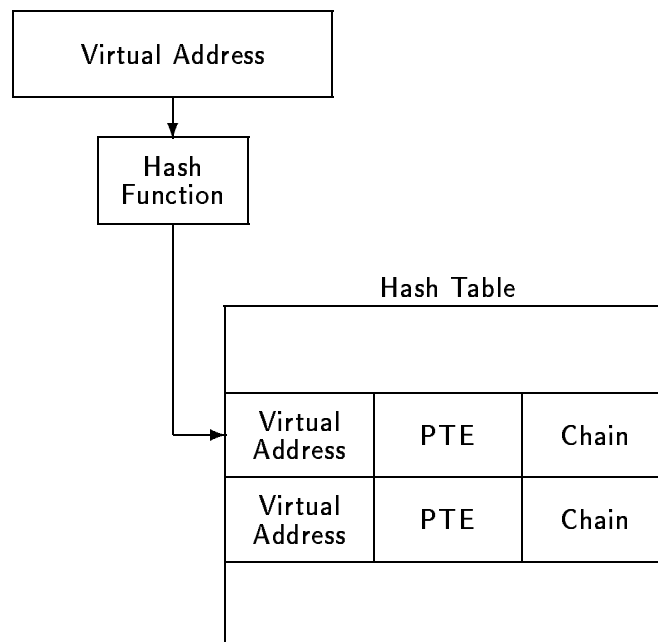 Virtual Address
Hash
Function
Hash Table
Virtual
Address
PTE
Chain
Virtual
Address
PTE
Chain